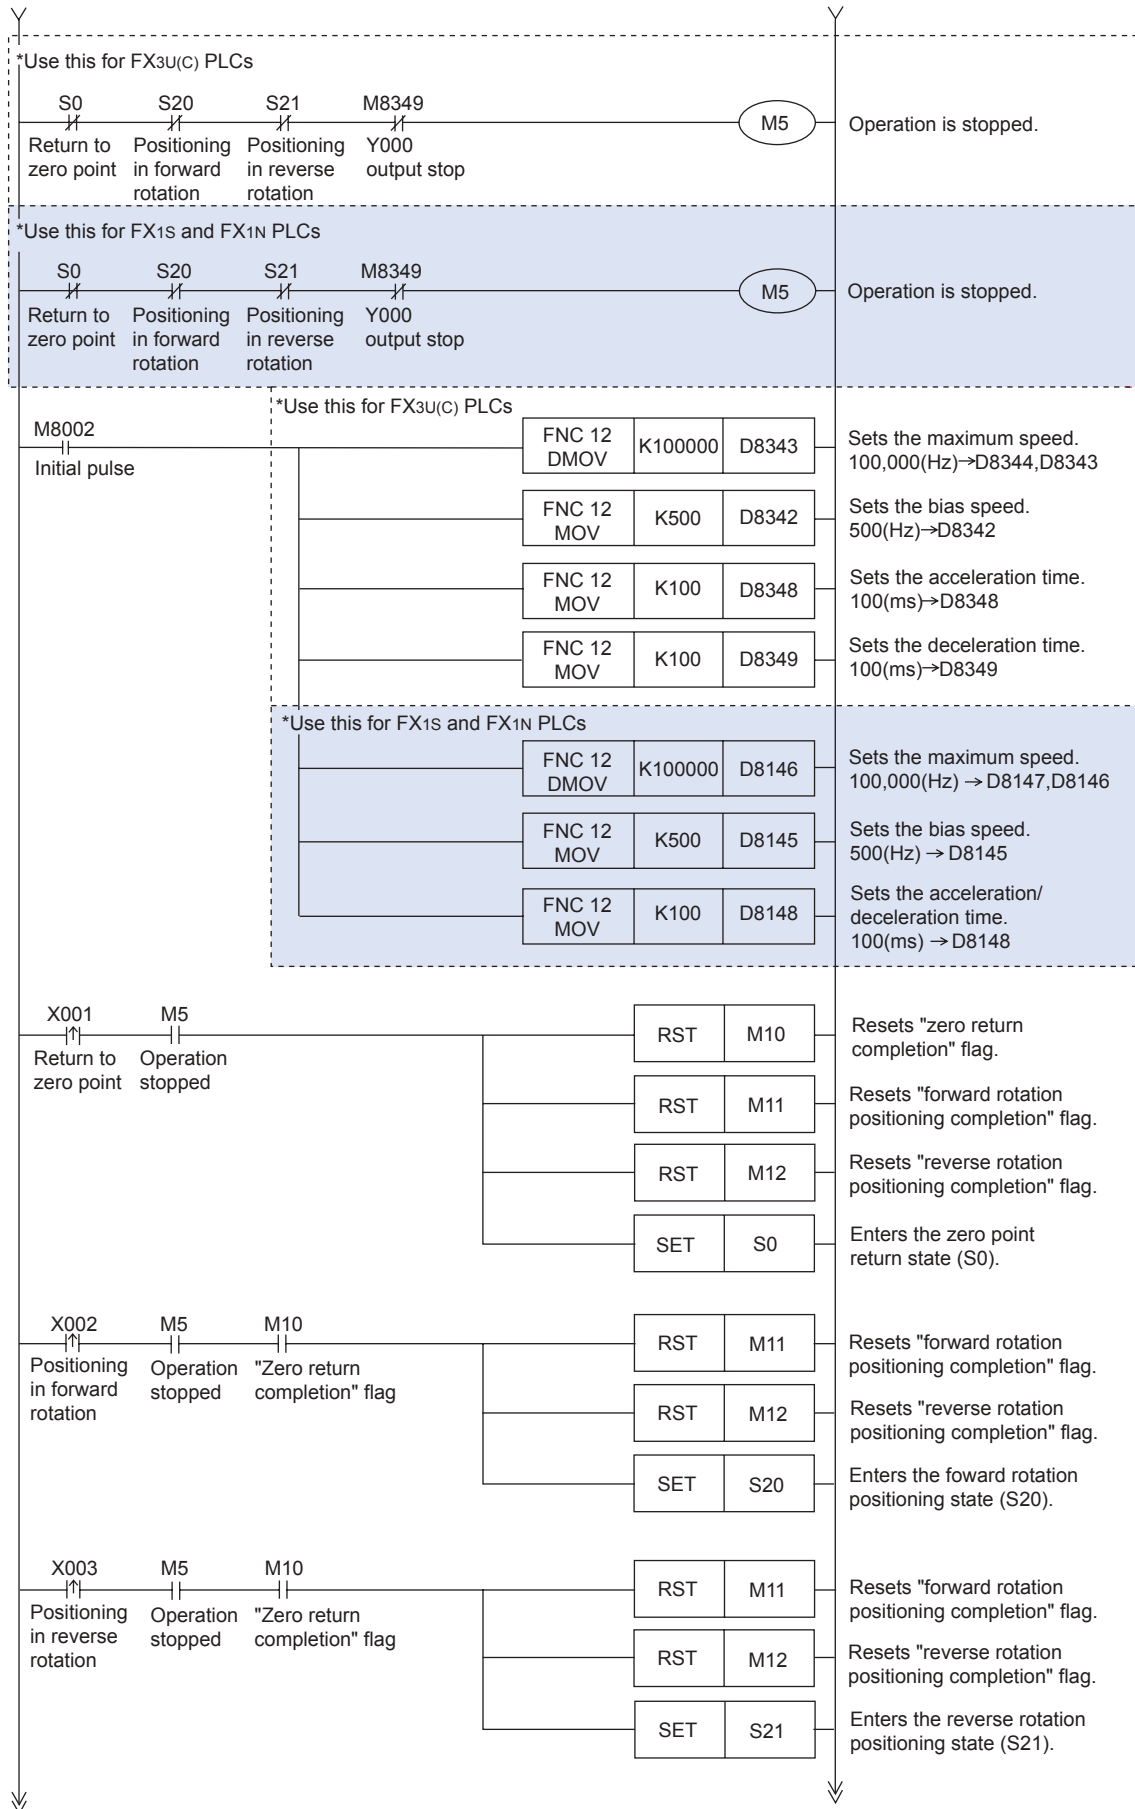 *Use this for FX3U(C) PLCs
S0 S20 S21 M8349
M5
Operation is stopped.
Return to Positioning Positioning Y000
zero point in forward in reverse output stop
rotation rotation
*Use this for FX1S and FX1N PLCs
S0 S20 S21 M8349
M5
Operation is stopped.
Return to Positioning Positioning Y000
zero point in forward in reverse output stop
rotation rotation
*Use this for FX3U(C) PLCs
M8002
Initial pulse
FNC 12 K100000 D8343
DMOV
Sets the maximum speed.
100,000(Hz)→D8344,D8343
FNC 12 K500 D8342
MOV
Sets the bias speed.
500(Hz)→D8342
FNC 12 K100 D8348
MOV
Sets the acceleration time.
100(ms)→D8348
FNC 12 K100 D8349
MOV
Sets the deceleration time.
100(ms)→D8349
*Use this for FX1S and FX1N PLCs
FNC 12 K100000 D8146
DMOV
Sets the maximum speed.
100,000(Hz) → D8147,D8146
FNC 12 K500 D8145
MOV
Sets the bias speed.
500(Hz) → D8145
FNC 12 K100 D8148
MOV
Sets the acceleration/
deceleration time.
100(ms) → D8148
X001 M5
Return to Operation
zero point stopped
RST M10
Resets "zero return
completion" flag.
RST M11
Resets "forward rotation
positioning completion" flag.
RST M12
Resets "reverse rotation
positioning completion" flag.
SET S0
Enters the zero point
return state (S0).
X002 M5 M10
Positioning Operation "Zero return
in forward stopped completion" flag
rotation
RST M11
Resets "forward rotation
positioning completion" flag.
RST M12
Resets "reverse rotation
positioning completion" flag.
SET S20
Enters the foward rotation
positioning state (S20).
X003 M5 M10
Positioning Operation "Zero return
in reverse stopped completion" flag
rotation
RST M11
Resets "forward rotation
positioning completion" flag.
RST M12
Resets "reverse rotation
positioning completion" flag.
SET S21
Enters the reverse rotation
positioning state (S21).